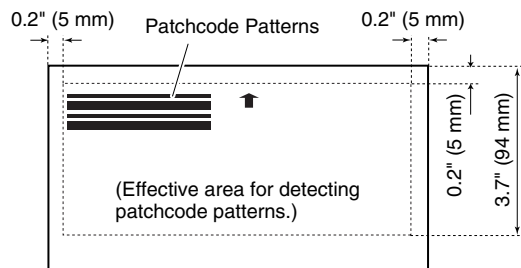 0.2" (5 mm)
Patchcode Patterns
0.2" (5 mm)
0.2" (5 mm)
3.7" (94 mm)
(Effective area for detecting
patchcode patterns.)